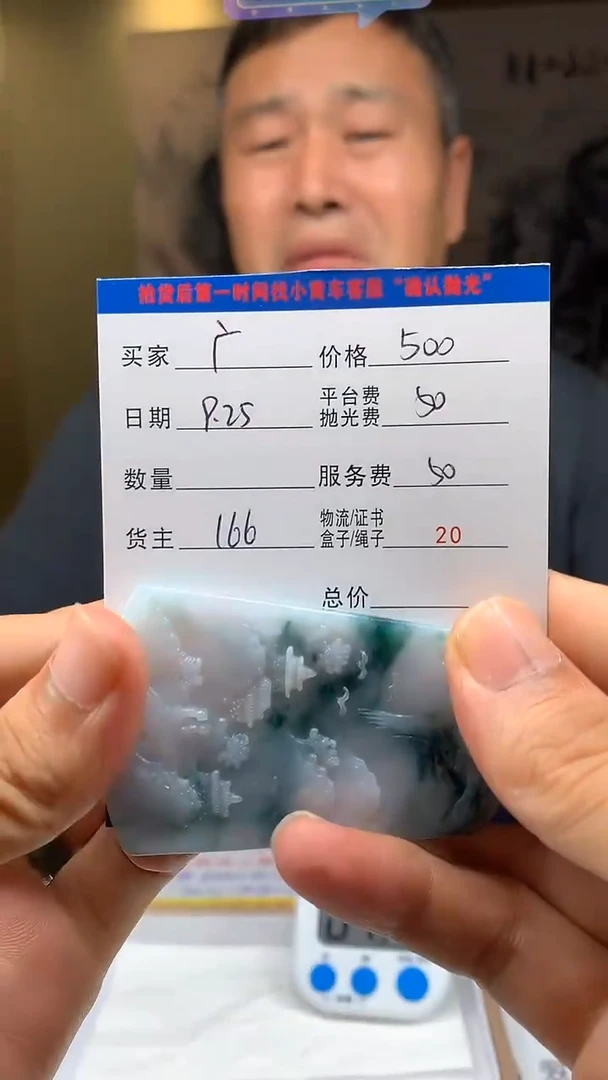 拍货后第一时间找小黄车客服“确认抛光”
买家 广 价格 500
日期 9.25 平台费 抛光费 50
数量 服务费 50
货主 166 物流/证书 盒子/绳子 20
总价